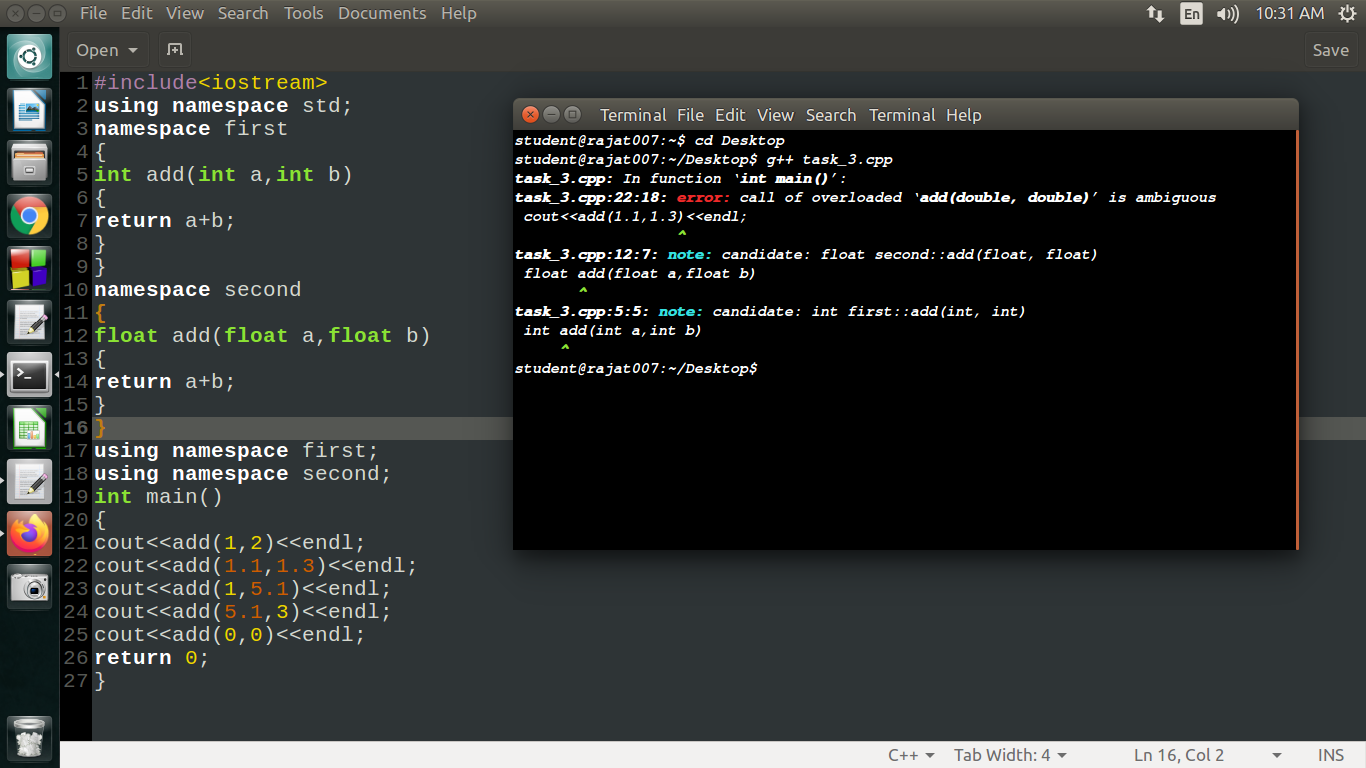 File Edit View Search Tools Documents Help
En 10:31 AM
Open Save
1 #include<iostream>
2 using namespace std;
3 namespace first
4 {
5 int add(int a,int b)
6 {
7 return a+b;
8 }
9 }
10 namespace second
11 {
12 float add(float a,float b)
13 {
14 return a+b;
15 }
16 }
17 using namespace first;
18 using namespace second;
19 int main()
20 {
21 cout<<add(1,2)<<endl;
22 cout<<add(1.1,1.3)<<endl;
23 cout<<add(1,5.1)<<endl;
24 cout<<add(5.1,3)<<endl;
25 cout<<add(0,0)<<endl;
26 return 0;
27 }
Terminal File Edit View Search Terminal Help
student@rajat007:~$ cd Desktop
student@rajat007:~/Desktop$ g++ task_3.cpp
task_3.cpp: In function ‘int main()’:
task_3.cpp:22:18: error: call of overloaded ‘add(double, double)’ is ambiguous
cout<<add(1.1,1.3)<<endl;
^
task_3.cpp:12:7: note: candidate: float second::add(float, float)
float add(float a,float b)
^
task_3.cpp:5:5: note: candidate: int first::add(int, int)
int add(int a,int b)
^
student@rajat007:~/Desktop$
C++ Tab Width: 4 Ln 16, Col 2 INS